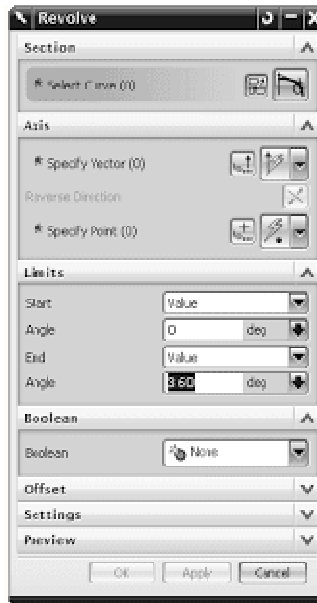 Revolve
Section
* Select Curve (0)
Axis
* Specify Vector (0)
Reverse Direction
* Specify Point (0)
Limits
Start Value
Angle 0 deg
End Value
Angle 360 deg
Boolean
Boolean None
Offset
Settings
Preview
OK Apply Cancel